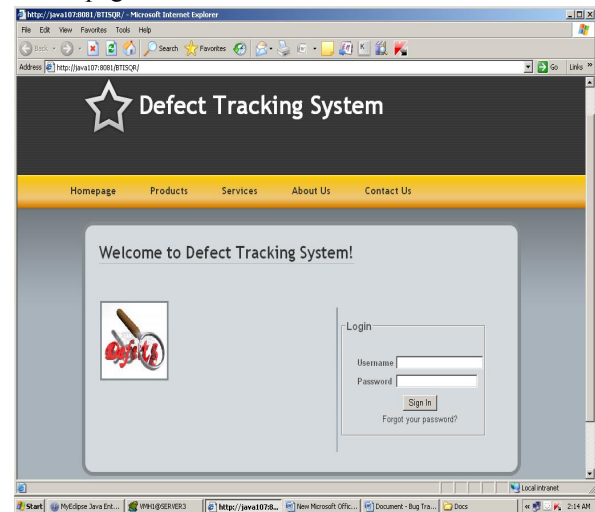 http://java107:8081/BTISQR/ - Microsoft Internet Explorer
File Edit View Favorites Tools Help
Back Search Favorites
Address http://java107:8081/BTISQR/ Go Links »
Defect Tracking System
Homepage Products Services About Us Contact Us
Welcome to Defect Tracking System!
Defects
Login
Username
Password
Sign In
Forgot your password?
Local intranet
Start MyEclipse Java Ent... VMH1@SERVER3 http://java107:8... New Microsoft Offic... Document - Bug Tra... Docs « 2:14 AM